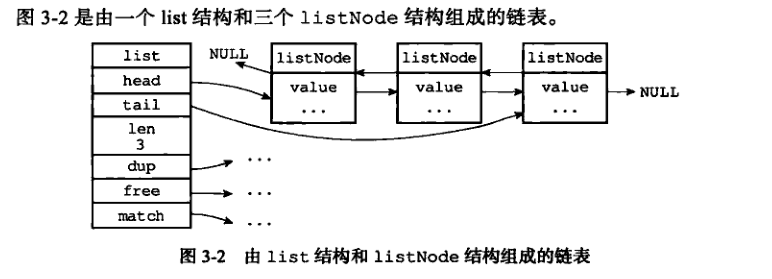 图 3-2 是由一个 list 结构和三个 listNode 结构组成的链表。
list
head
tail
len
3
dup
free
match
NULL
listNode
value
...
listNode
value
...
listNode
value
...
NULL
...
...
...
图 3-2 由 list 结构和 listNode 结构组成的链表